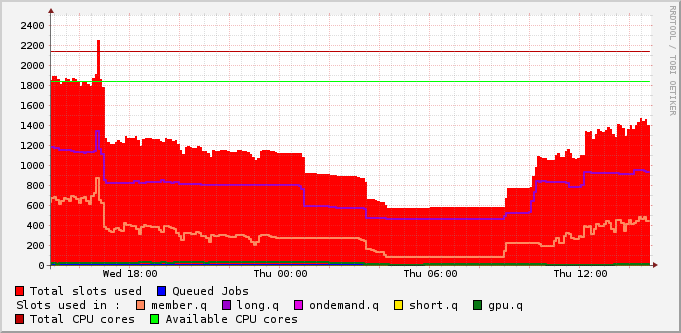 RRDTOOL / TOBI OETIKER
2400
2200
2000
1800
1600
1400
1200
1000
800
600
400
200
0
Wed 18:00 Thu 00:00 Thu 06:00 Thu 12:00
Total slots used Queued Jobs
Slots used in : member.q long.q ondemand.q short.q gpu.q
Total CPU cores Available CPU cores